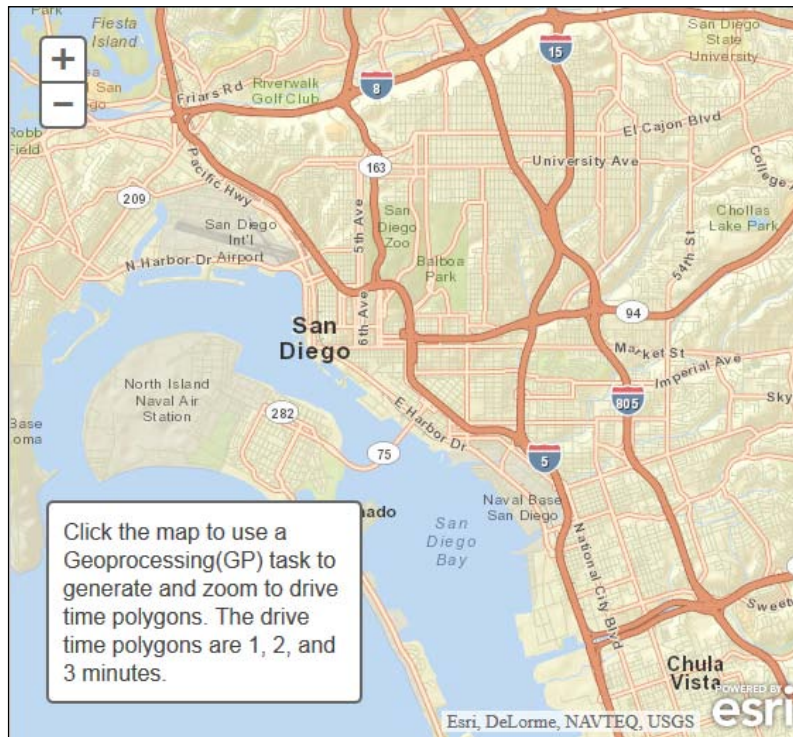 Park
Fiesta
Island
San Diego
State
University
15
+
−
8
Friars Rd
Riverwalk
Golf Club
Field
El Cajon Blvd
163
University Ave
Pacific Hwy
209
5th Ave
San
Diego
Zoo
College
Chollas
Lake Park
San Diego
Int'l
Airport
N Harbor Dr
Balboa
Park
54th St
6th Ave
94
San
Diego
Market St
Imperial Ave
North Island
Naval Air
Station
282
E Harbor Dr
805
Base
75
5
Naval Base
San Diego
San
Diego
Bay
National City Blvd
Click the map to use a
Geoprocessing(GP) task to
generate and zoom to drive
time polygons. The drive
time polygons are 1, 2, and
3 minutes.
Chula
Vista
POWERED BY
esri
Esri, DeLorme, NAVTEQ, USGS